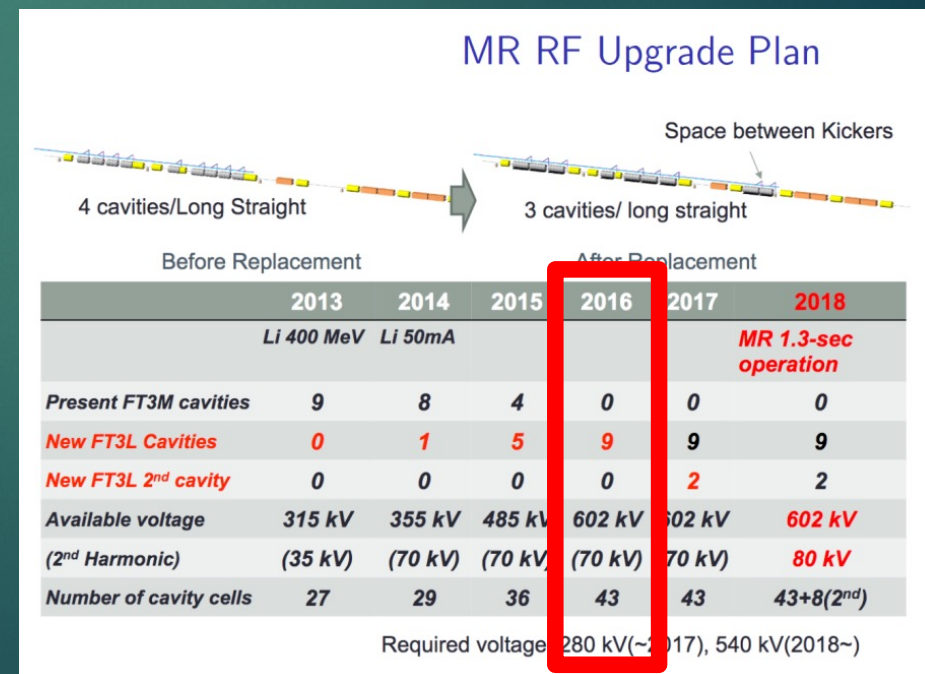 MR RF Upgrade Plan
Space between Kickers
4 cavities/Long Straight
3 cavities/ long straight
Before Replacement After Replacement
2013 2014 2015 2016 2017 2018
Li 400 MeV Li 50mA MR 1.3-sec
operation
Present FT3M cavities 9 8 4 0 0 0
New FT3L Cavities 0 1 5 9 9 9
New FT3L 2nd cavity 0 0 0 0 2 2
Available voltage 315 kV 355 kV 485 kV 602 kV 602 kV 602 kV
(2nd Harmonic) (35 kV) (70 kV) (70 kV) (70 kV) (70 kV) 80 kV
Number of cavity cells 27 29 36 43 43 43+8(2nd)
Required voltage 280 kV(~2017), 540 kV(2018~)